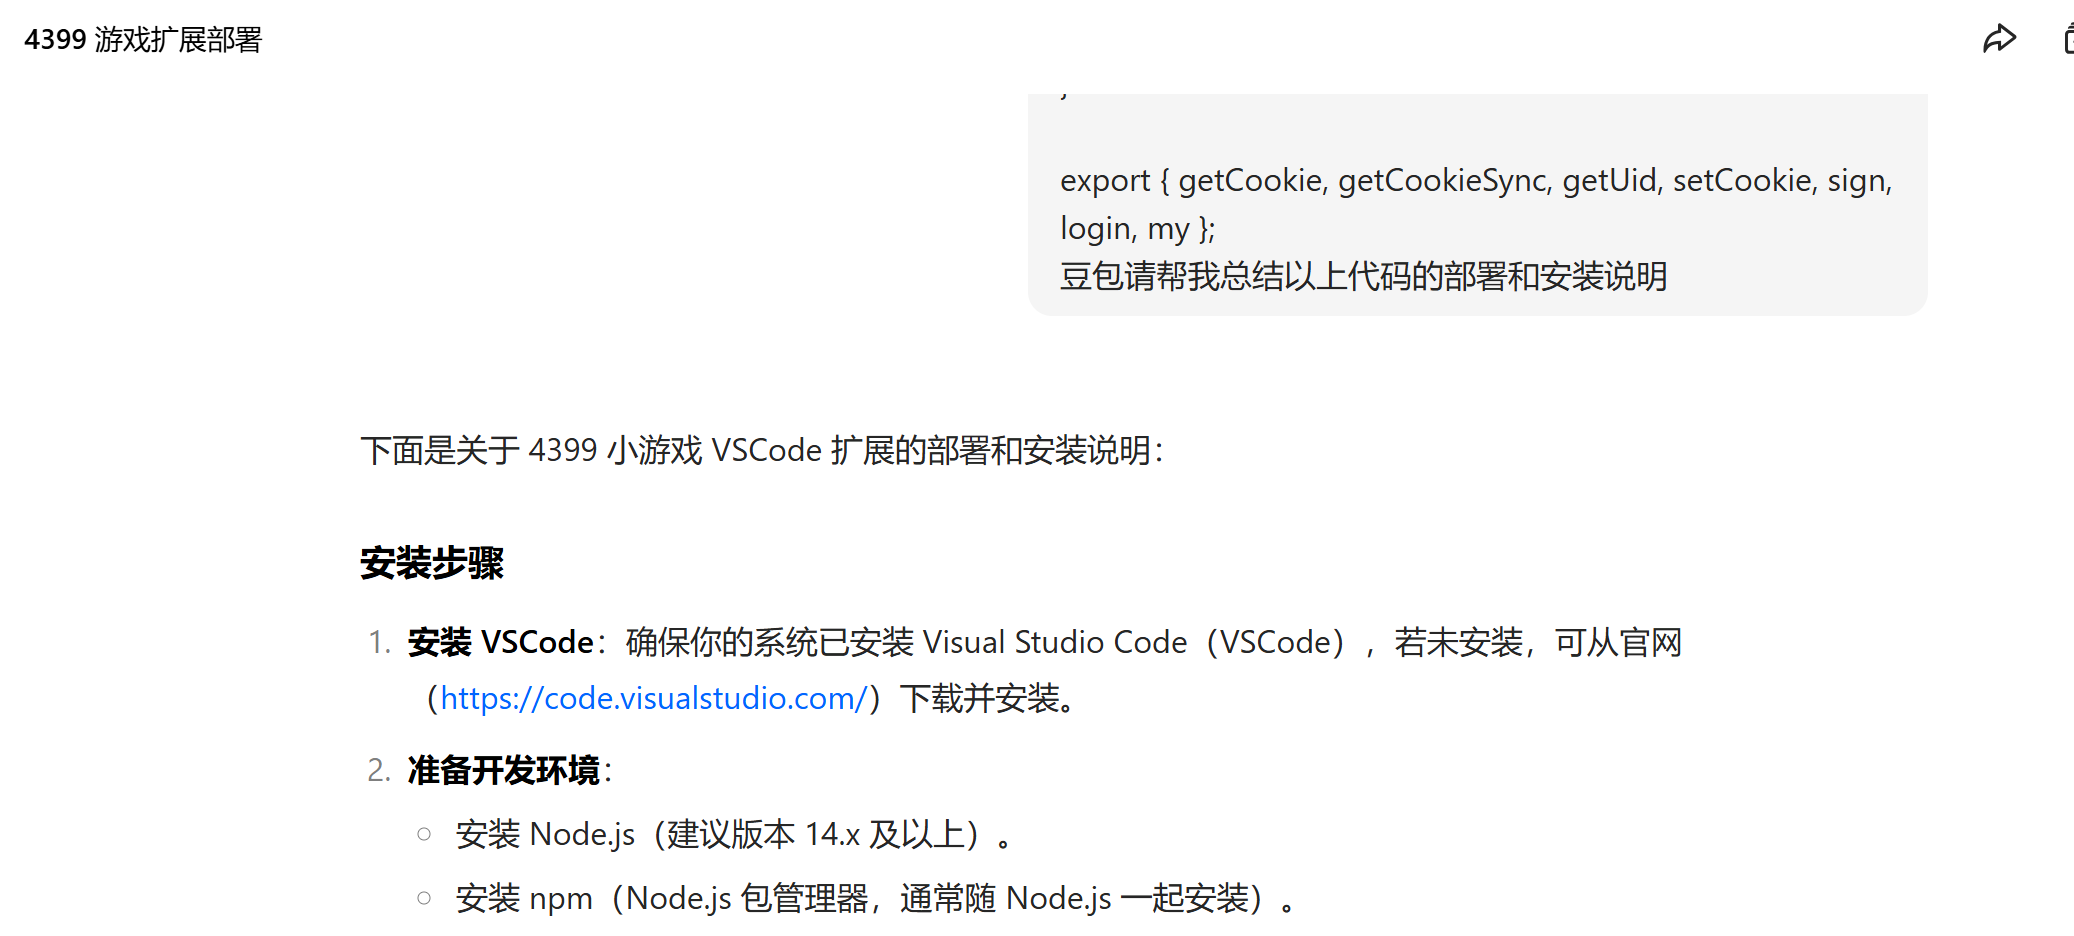 4399 游戏扩展部署
export { getCookie, getCookieSync, getUid, setCookie, sign,
login, my };
豆包请帮我总结以上代码的部署和安装说明
下面是关于 4399 小游戏 VSCode 扩展的部署和安装说明：
安装步骤
1. 安装 VSCode：确保你的系统已安装 Visual Studio Code（VSCode），若未安装，可从官网
（https://code.visualstudio.com/）下载并安装。
2. 准备开发环境：
○ 安装 Node.js（建议版本 14.x 及以上）。
○ 安装 npm（Node.js 包管理器，通常随 Node.js 一起安装）。